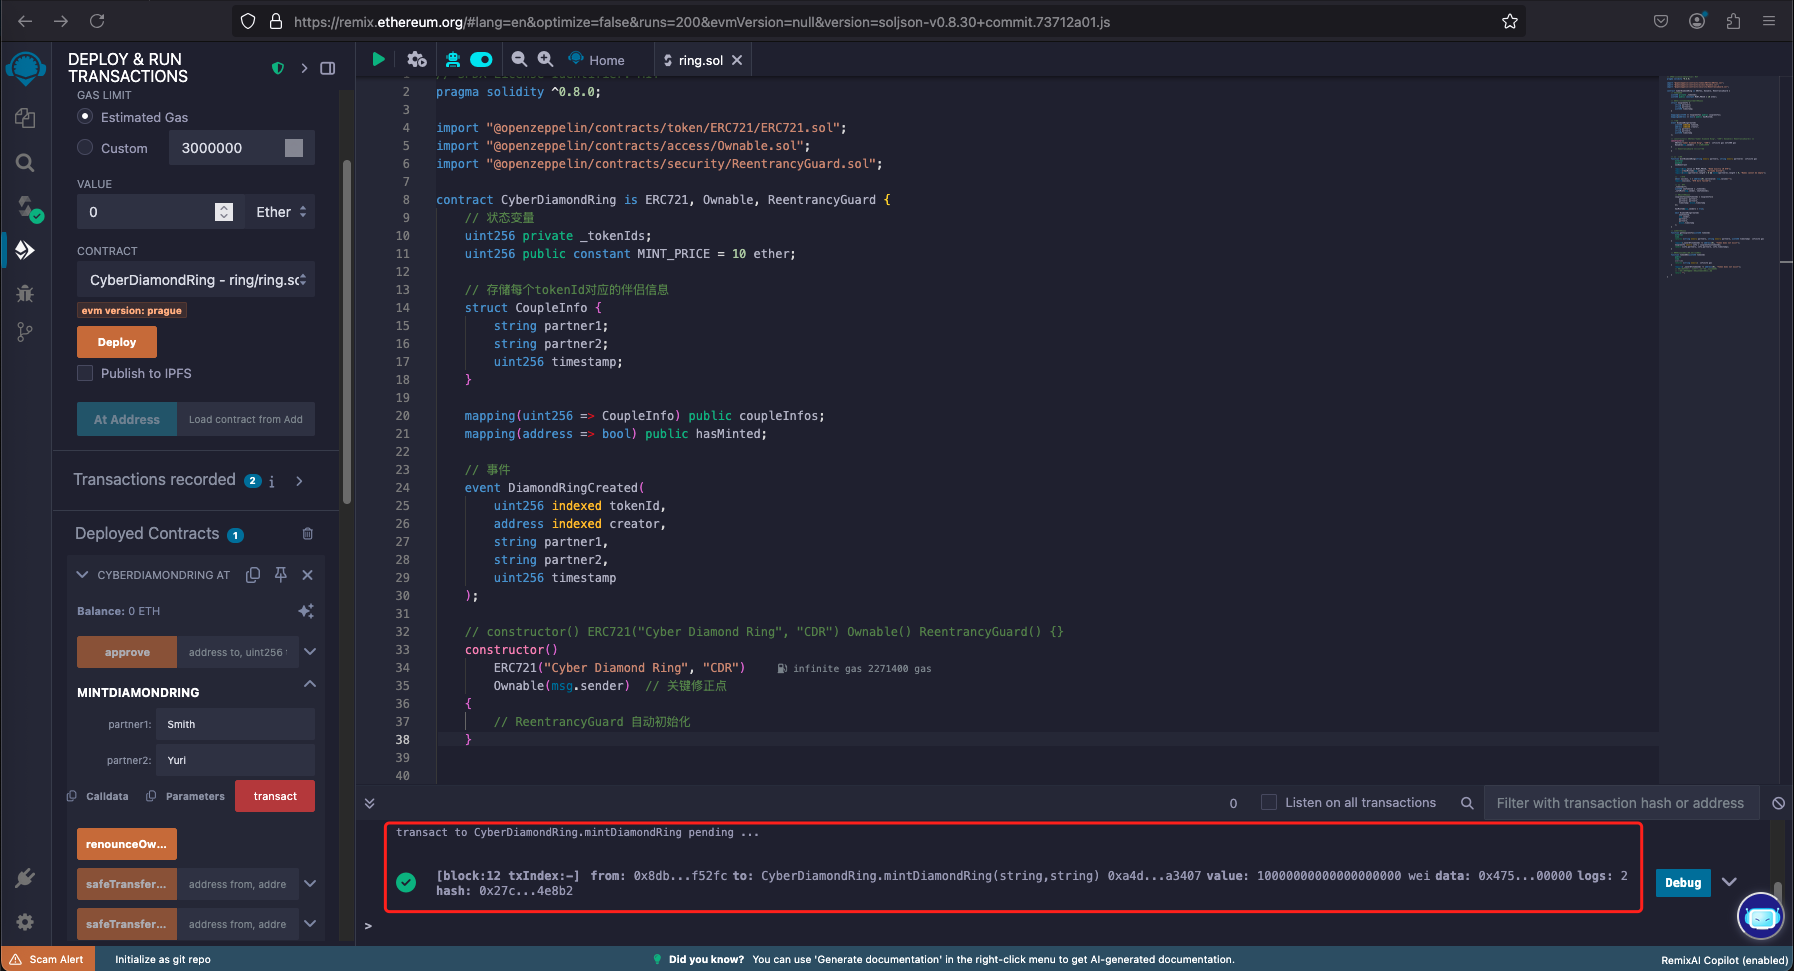 https://remix.ethereum.org/#lang=en&optimize=false&runs=200&evmVersion=null&version=soljson-v0.8.30+commit.73712a01.js
DEPLOY & RUN
TRANSACTIONS
GAS LIMIT
Estimated Gas
Custom
3000000
VALUE
0
Ether
CONTRACT
CyberDiamondRing - ring/ring.sc
evm version: prague
Deploy
Publish to IPFS
At Address
Load contract from Add
Transactions recorded 2 i
Deployed Contracts 1
CYBERDIAMONDRING AT
Balance: 0 ETH
approve
address to, uint256
MINTDIAMONDRING
partner1:
Smith
partner2:
Yuri
Calldata
Parameters
transact
renounceOw...
safeTransfer...
address from, addre
safeTransfer...
address from, addre
Home
ring.sol
2 pragma solidity ^0.8.0;
3
4 import "@openzeppelin/contracts/token/ERC721/ERC721.sol";
5 import "@openzeppelin/contracts/access/Ownable.sol";
6 import "@openzeppelin/contracts/security/ReentrancyGuard.sol";
7
8 contract CyberDiamondRing is ERC721, Ownable, ReentrancyGuard {
9 // 状态变量
10 uint256 private _tokenIds;
11 uint256 public constant MINT_PRICE = 10 ether;
12
13 // 存储每个tokenId对应的伴侣信息
14 struct CoupleInfo {
15 string partner1;
16 string partner2;
17 uint256 timestamp;
18 }
19
20 mapping(uint256 => CoupleInfo) public coupleInfos;
21 mapping(address => bool) public hasMinted;
22
23 // 事件
24 event DiamondRingCreated(
25 uint256 indexed tokenId,
26 address indexed creator,
27 string partner1,
28 string partner2,
29 uint256 timestamp
30 );
31
32 // constructor() ERC721("Cyber Diamond Ring", "CDR") Ownable() ReentrancyGuard() {}
33 constructor()
34 ERC721("Cyber Diamond Ring", "CDR") infinite gas 2271400 gas
35 Ownable(msg.sender) // 关键修正点
36 {
37 // ReentrancyGuard 自动初始化
38 }
39
40
0
Listen on all transactions
Filter with transaction hash or address
transact to CyberDiamondRing.mintDiamondRing pending ...
[block:12 txIndex:-] from: 0x8db...f52fc to: CyberDiamondRing.mintDiamondRing(string,string) 0xa4d...a3407 value: 10000000000000000000 wei data: 0x475...00000 logs: 2
hash: 0x27c...4e8b2
Debug
>
Scam Alert
Initialize as git repo
Did you know? You can use 'Generate documentation' in the right-click menu to get AI-generated documentation.
RemixAI Copilot (enabled)